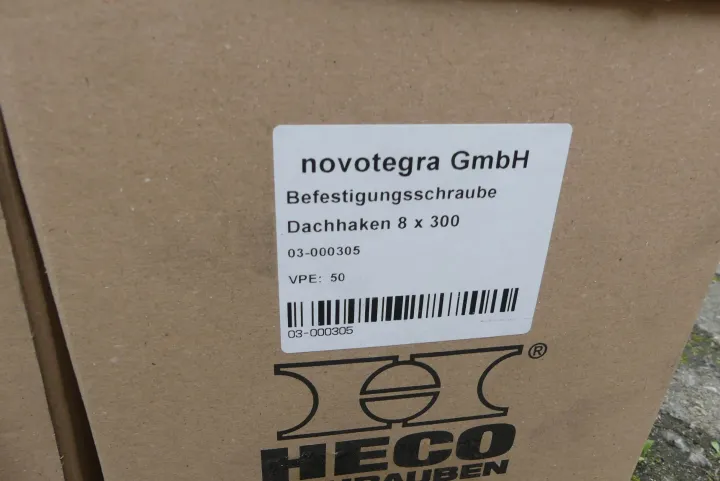 novotegra GmbH
Befestigungsschraube
Dachhaken 8 x 300
03-000305
VPE: 50
03-000305
®
HECO